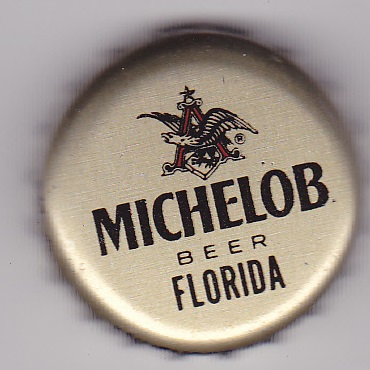 A
®
MICHELOB
BEER
FLORIDA